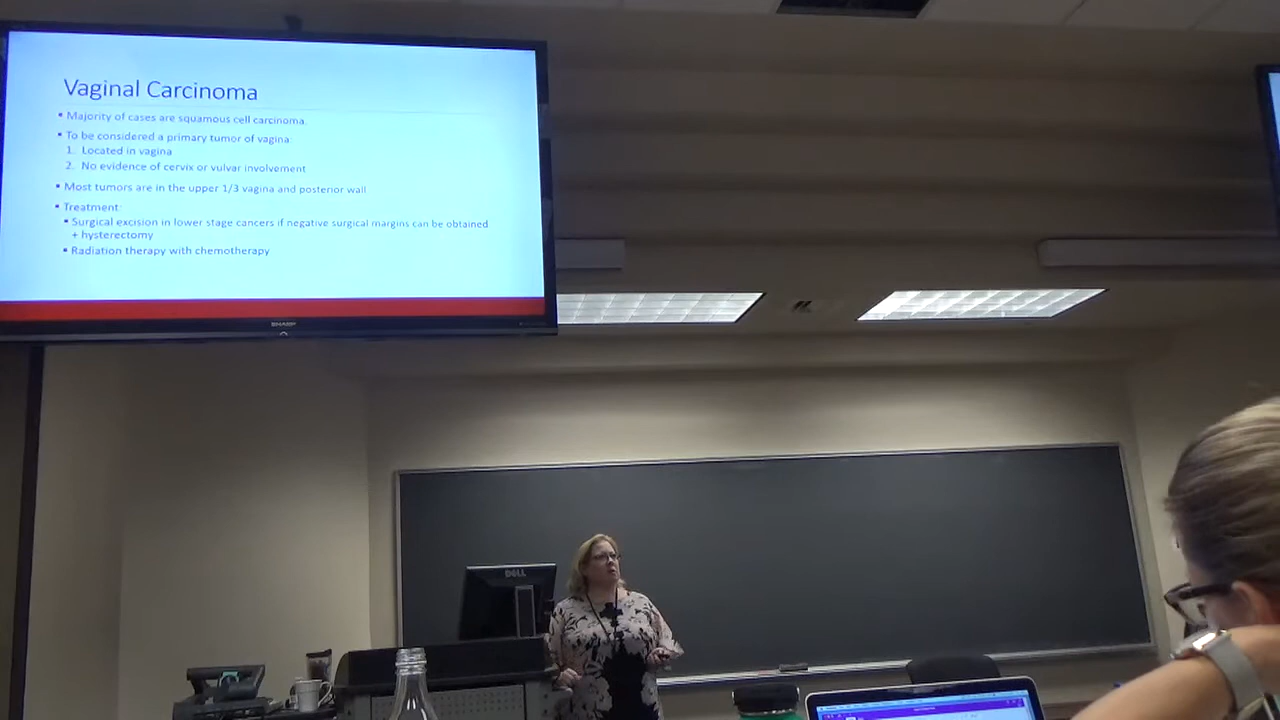 Vaginal Carcinoma
▪ Majority of cases are squamous cell carcinoma.
▪ To be considered a primary tumor of vagina:
1. Located in vagina
2. No evidence of cervix or vulvar involvement
▪ Most tumors are in the upper 1/3 vagina and posterior wall
▪ Treatment:
▪ Surgical excision in lower stage cancers if negative surgical margins can be obtained
+ hysterectomy
▪ Radiation therapy with chemotherapy
SHARP
DELL